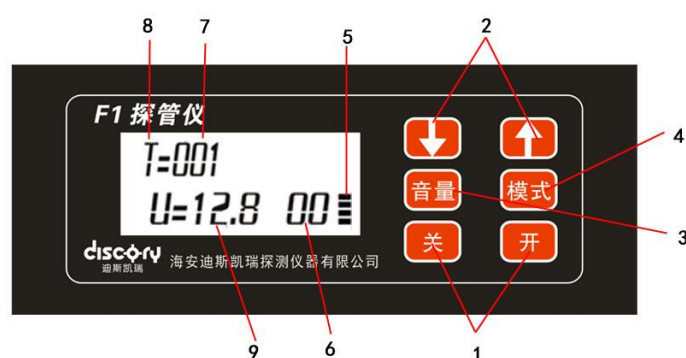 8 7 5 2
F1 探管仪
T=001
U=12.8 00
音量 模式
4
3
关 开
discory
迪斯凯瑞
海安迪斯凯瑞探测仪器有限公司
9 6 1